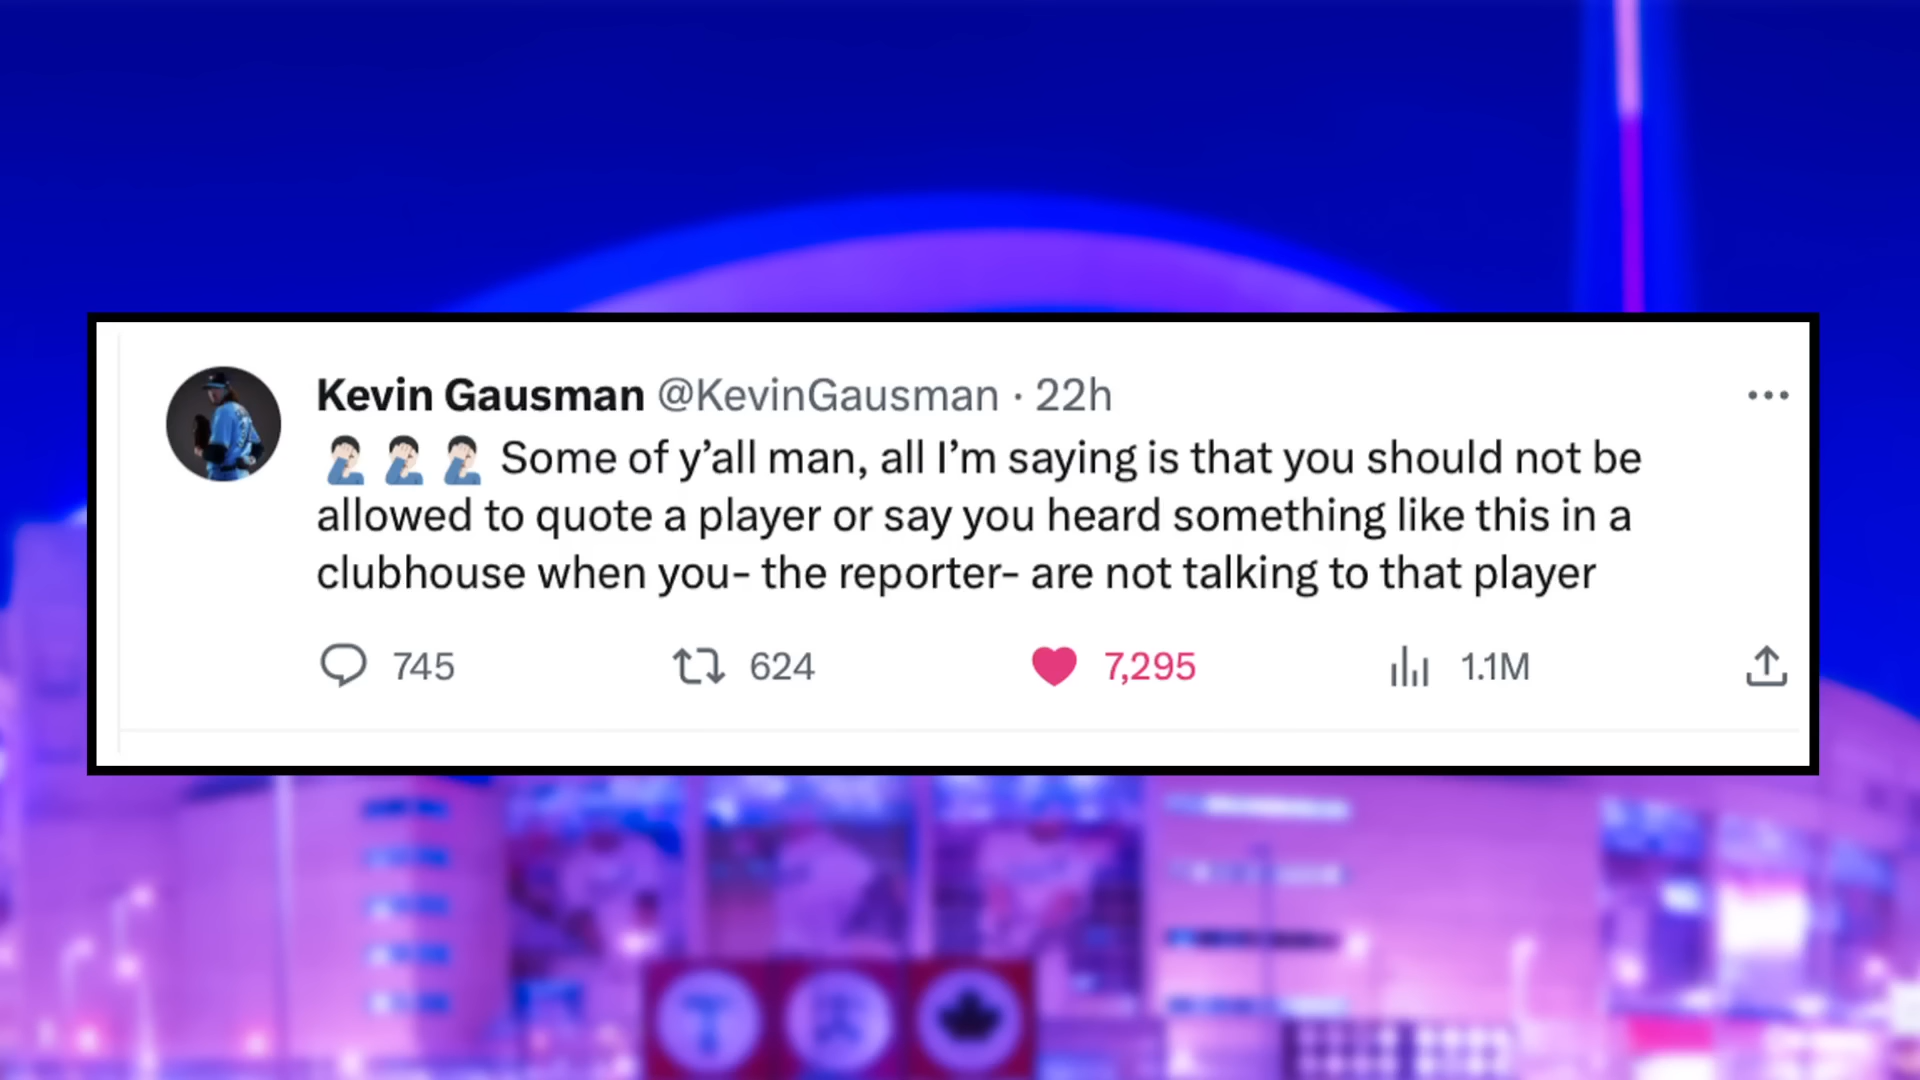 Kevin Gausman @KevinGausman · 22h
🤦🏻‍♂️🤦🏻‍♂️🤦🏻‍♂️ Some of y’all man, all I’m saying is that you should not be
allowed to quote a player or say you heard something like this in a
clubhouse when you- the reporter- are not talking to that player
745 624 7,295 1.1M